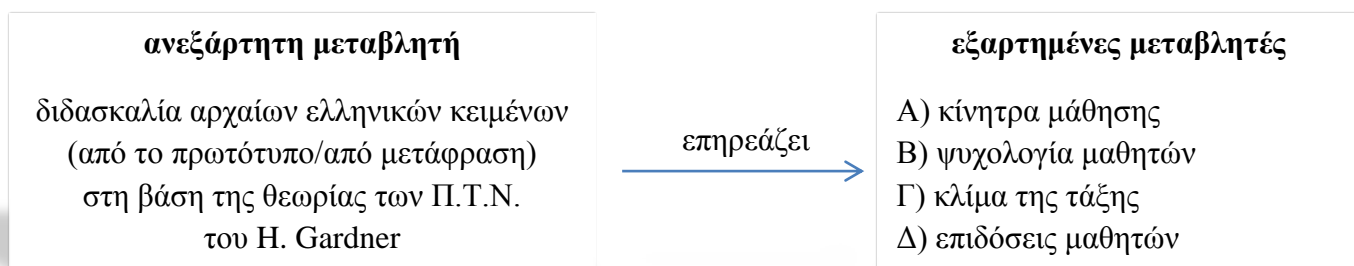 ανεξάρτητη μεταβλητή
διδασκαλία αρχαίων ελληνικών κειμένων
(από το πρωτότυπο/από μετάφραση)
στη βάση της θεωρίας των Π.Τ.Ν.
του H. Gardner
επηρεάζει
εξαρτημένες μεταβλητές
Α) κίνητρα μάθησης
Β) ψυχολογία μαθητών
Γ) κλίμα της τάξης
Δ) επιδόσεις μαθητών